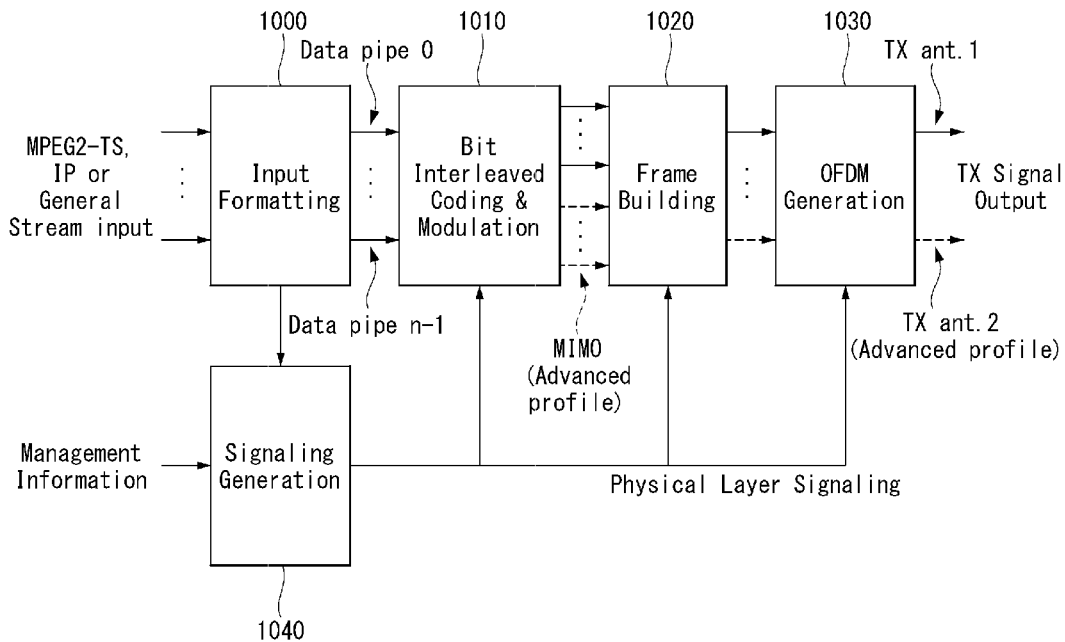 1000
1010
1020
1030
Data pipe 0
TX ant.1
MPEG2-TS,
IP or
General
Stream input
Input
Formatting
Bit
Interleaved
Coding &
Modulation
Frame
Building
OFDM
Generation
TX Signal
Output
Data pipe n-1
MIMO
(Advanced
profile)
TX ant.2
(Advanced profile)
Management
Information
Signaling
Generation
Physical Layer Signaling
1040